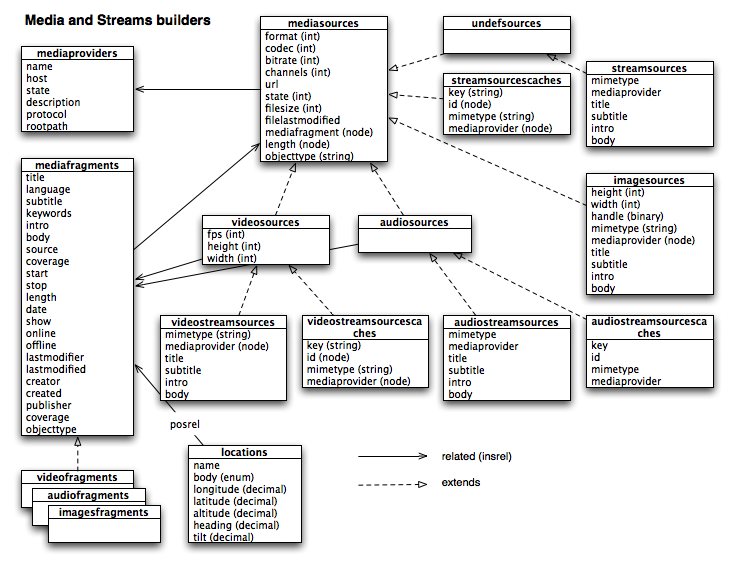 Media and Streams builders
mediaproviders
name
host
state
description
protocol
rootpath
mediasources
format (int)
codec (int)
bitrate (int)
channels (int)
url
state (int)
filesize (int)
filelastmodified
mediafragment (node)
length (node)
objecttype (string)
undefsources
streamsources
mimetype
mediaprovider
title
subtitle
intro
body
streamsourcescaches
key (string)
id (node)
mimetype (string)
mediaprovider (node)
mediafragments
title
language
subtitle
keywords
intro
body
source
coverage
start
stop
length
date
show
online
offline
lastmodifier
lastmodified
creator
created
publisher
coverage
objecttype
imagesources
height (int)
width (int)
handle (binary)
mimetype (string)
mediaprovider (node)
title
subtitle
intro
body
videosources
fps (int)
height (int)
width (int)
audiosources
videostreamsources
mimetype (string)
mediaprovider (node)
title
subtitle
intro
body
videostreamsourcesca
ches
key (string)
id (node)
mimetype (string)
mediaprovider (node)
audiostreamsources
mimetype
mediaprovider
title
subtitle
intro
body
audiostreamsourcesca
ches
key
id
mimetype
mediaprovider
posrel
locations
name
body (enum)
longitude (decimal)
latitude (decimal)
altitude (decimal)
heading (decimal)
tilt (decimal)
videofragments
audiofragments
imagesfragments
related (insrel)
extends